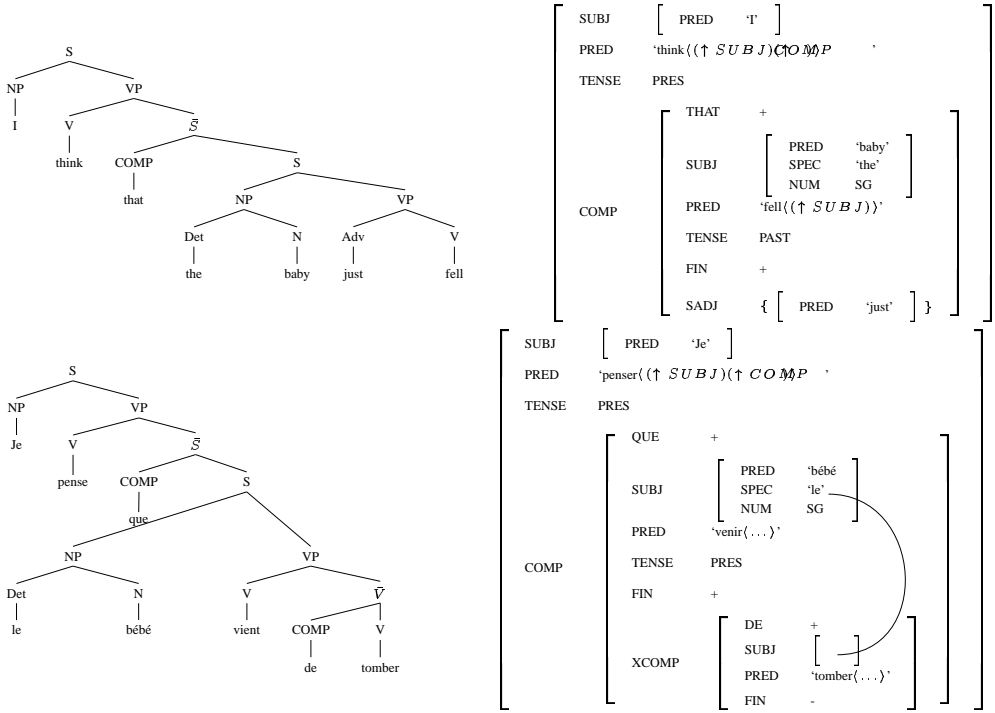 S
NP VP
I V S̄
think COMP S
that NP VP
Det N Adv V
the baby just fell
SUBJ [ PRED ‘I’ ]
PRED ‘think⟨(↑ SUBJ)(↑COMP)⟩ ’
TENSE PRES
THAT +
PRED ‘baby’
SUBJ SPEC ‘the’
NUM SG
COMP PRED ‘fell⟨(↑ SUBJ)⟩’
TENSE PAST
FIN +
SADJ { [ PRED ‘just’ ] }
S
NP VP
Je V S̄
pense COMP S
que
NP VP
Det N V V̄
le bébé vient COMP V
de tomber
SUBJ [ PRED ‘Je’ ]
PRED ‘penser⟨(↑ SUBJ)(↑ COMP)⟩ ’
TENSE PRES
QUE +
PRED ‘bébé
SUBJ SPEC ‘le’
NUM SG
PRED ‘venir⟨...⟩’
COMP TENSE PRES
FIN +
DE +
SUBJ [ ]
XCOMP PRED ‘tomber⟨...⟩’
FIN -